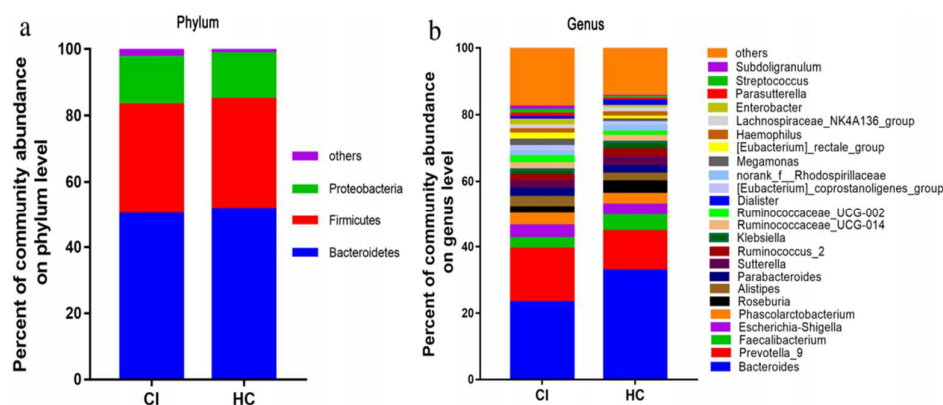 a
Phylum
Percent of community abundance
on phylum level
100
80
60
40
20
0
CI
HC
others
Proteobacteria
Firmicutes
Bacteroidetes
b
Genus
Percent of community abundance
on genus level
100
80
60
40
20
0
CI
HC
others
Subdoligranulum
Streptococcus
Parasutterella
Enterobacter
Lachnospiraceae_NK4A136_group
Haemophilus
[Eubacterium]_rectale_group
Megamonas
norank_f__Rhodospirillaceae
[Eubacterium]_coprostanoligenes_group
Dialister
Ruminococcaceae_UCG-002
Ruminococcaceae_UCG-014
Klebsiella
Ruminococcus_2
Sutterella
Parabacteroides
Alistipes
Roseburia
Phascolarctobacterium
Escherichia-Shigella
Faecalibacterium
Prevotella_9
Bacteroides